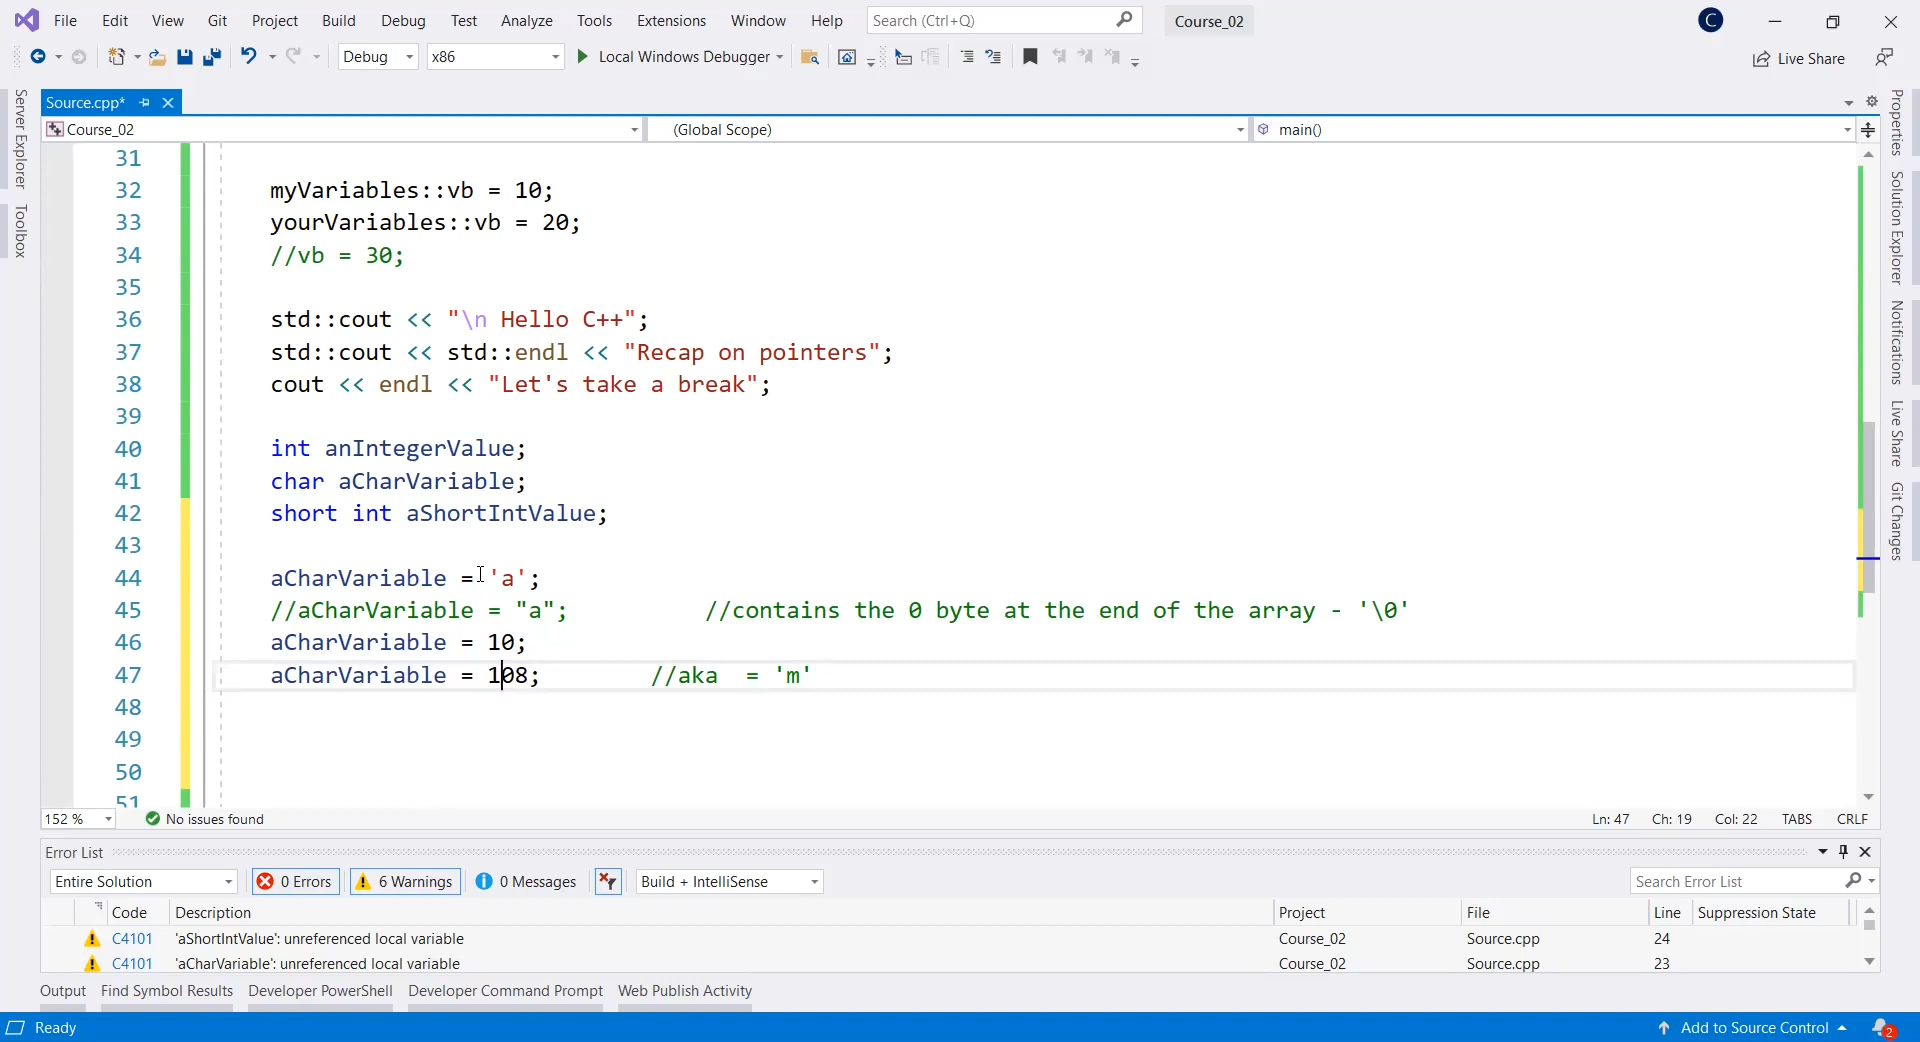 File Edit View Git Project Build Debug Test Analyze Tools Extensions Window Help Search (Ctrl+Q) Course_02 C
Debug x86 Local Windows Debugger Live Share
Source.cpp*
Course_02 (Global Scope) main()
Server Explorer
Toolbox
Properties
Solution Explorer
Notifications
Live Share
Git Changes
31
32 myVariables::vb = 10;
33 yourVariables::vb = 20;
34 //vb = 30;
35
36 std::cout << "\n Hello C++";
37 std::cout << std::endl << "Recap on pointers";
38 cout << endl << "Let's take a break";
39
40 int anIntegerValue;
41 char aCharVariable;
42 short int aShortIntValue;
43
44 aCharVariable = 'a';
45 //aCharVariable = "a"; //contains the 0 byte at the end of the array - '\0'
46 aCharVariable = 10;
47 aCharVariable = 108; //aka = 'm'
48
49
50
51
152 % No issues found Ln: 47 Ch: 19 Col: 22 TABS CRLF
Error List
Entire Solution 0 Errors 6 Warnings 0 Messages Build + IntelliSense Search Error List
Code Description Project File Line Suppression State
C4101 'aShortIntValue': unreferenced local variable Course_02 Source.cpp 24
C4101 'aCharVariable': unreferenced local variable Course_02 Source.cpp 23
Output Find Symbol Results Developer PowerShell Developer Command Prompt Web Publish Activity
Ready Add to Source Control 2